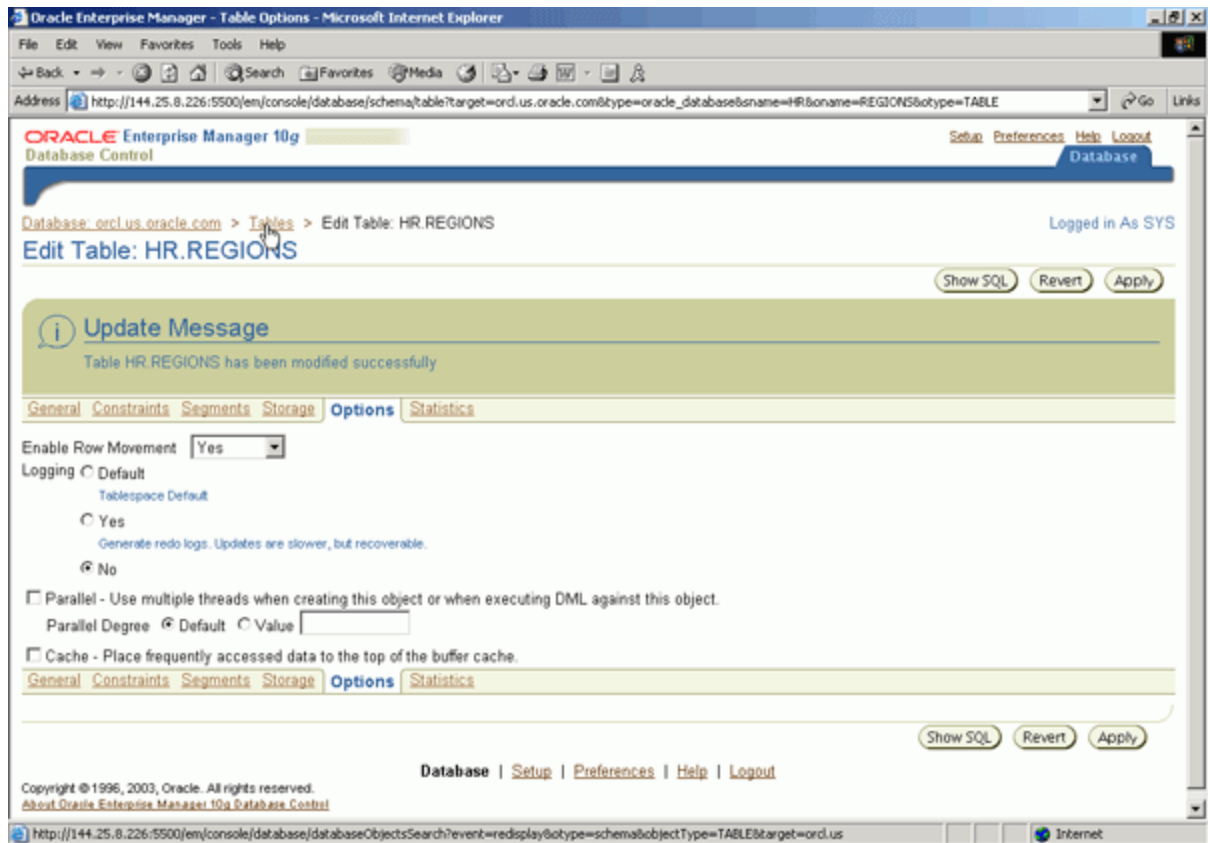 Oracle Enterprise Manager - Table Options - Microsoft Internet Explorer
File Edit View Favorites Tools Help
Back Search Favorites Media
Address http://144.25.8.226:5500/em/console/database/schema/table?target=orcl.us.oracle.com&type=oracle_database&sname=HR&oname=REGIONS&otype=TABLE Go Links
ORACLE Enterprise Manager 10g
Setup Preferences Help Logout
Database Control
Database
Database: orcl.us.oracle.com > Tables > Edit Table: HR.REGIONS
Logged in As SYS
Edit Table: HR.REGIONS
Show SQL Revert Apply
i Update Message
Table HR.REGIONS has been modified successfully
General Constraints Segments Storage Options Statistics
Enable Row Movement Yes
Logging Default
Tablespace Default
Yes
Generate redo logs. Updates are slower, but recoverable.
No
Parallel - Use multiple threads when creating this object or when executing DML against this object.
Parallel Degree Default Value
Cache - Place frequently accessed data to the top of the buffer cache.
General Constraints Segments Storage Options Statistics
Show SQL Revert Apply
Database | Setup | Preferences | Help | Logout
Copyright © 1996, 2003, Oracle. All rights reserved.
About Oracle Enterprise Manager 10g Database Control
http://144.25.8.226:5500/em/console/database/databaseObjectsSearch?event=redisplay&otype=schema&objectType=TABLE&target=orcl.us Internet